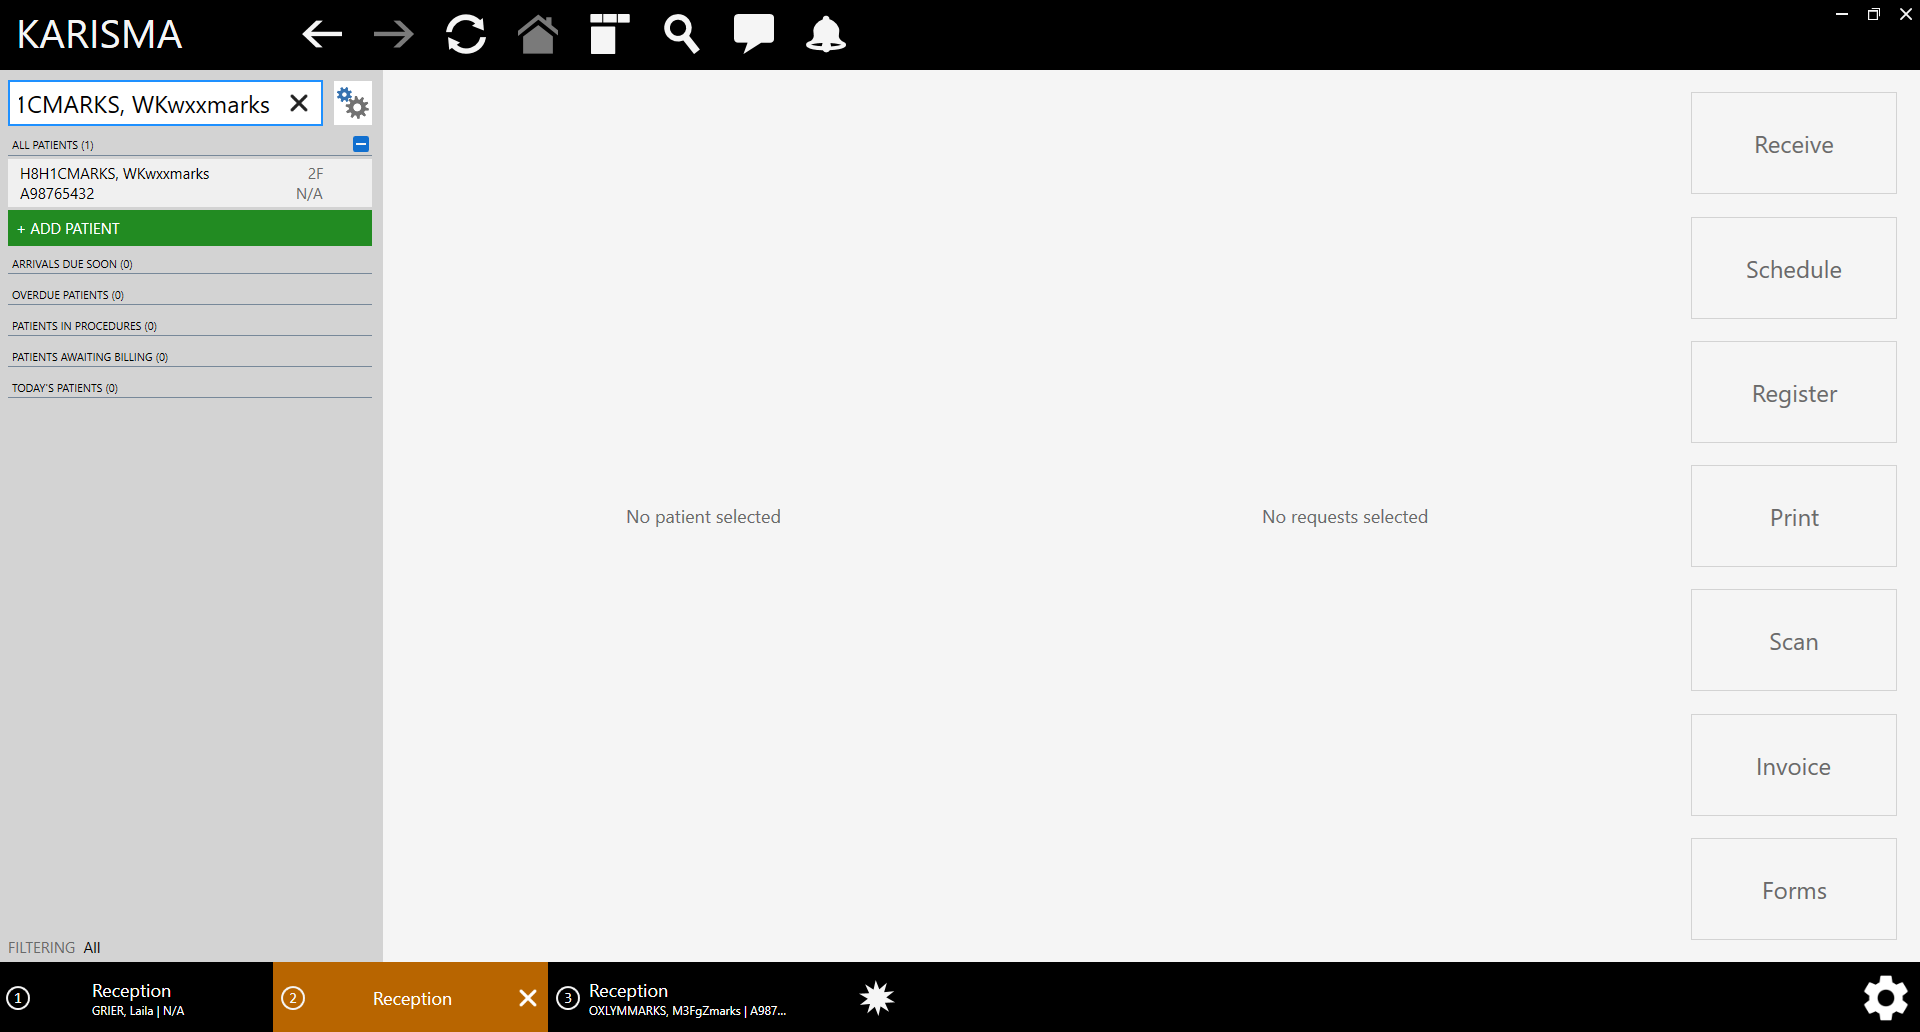 KARISMA
1CMARKS, WKwxxmarks
ALL PATIENTS (1)
H8H1CMARKS, WKwxxmarks 2F
A98765432 N/A
+ ADD PATIENT
ARRIVALS DUE SOON (0)
OVERDUE PATIENTS (0)
PATIENTS IN PROCEDURES (0)
PATIENTS AWAITING BILLING (0)
TODAY'S PATIENTS (0)
FILTERING All
No patient selected
No requests selected
Receive
Schedule
Register
Print
Scan
Invoice
Forms
1 Reception
GRIER, Laila | N/A
2 Reception
3 Reception
OXLYMMARKS, M3FgZmarks | A987...